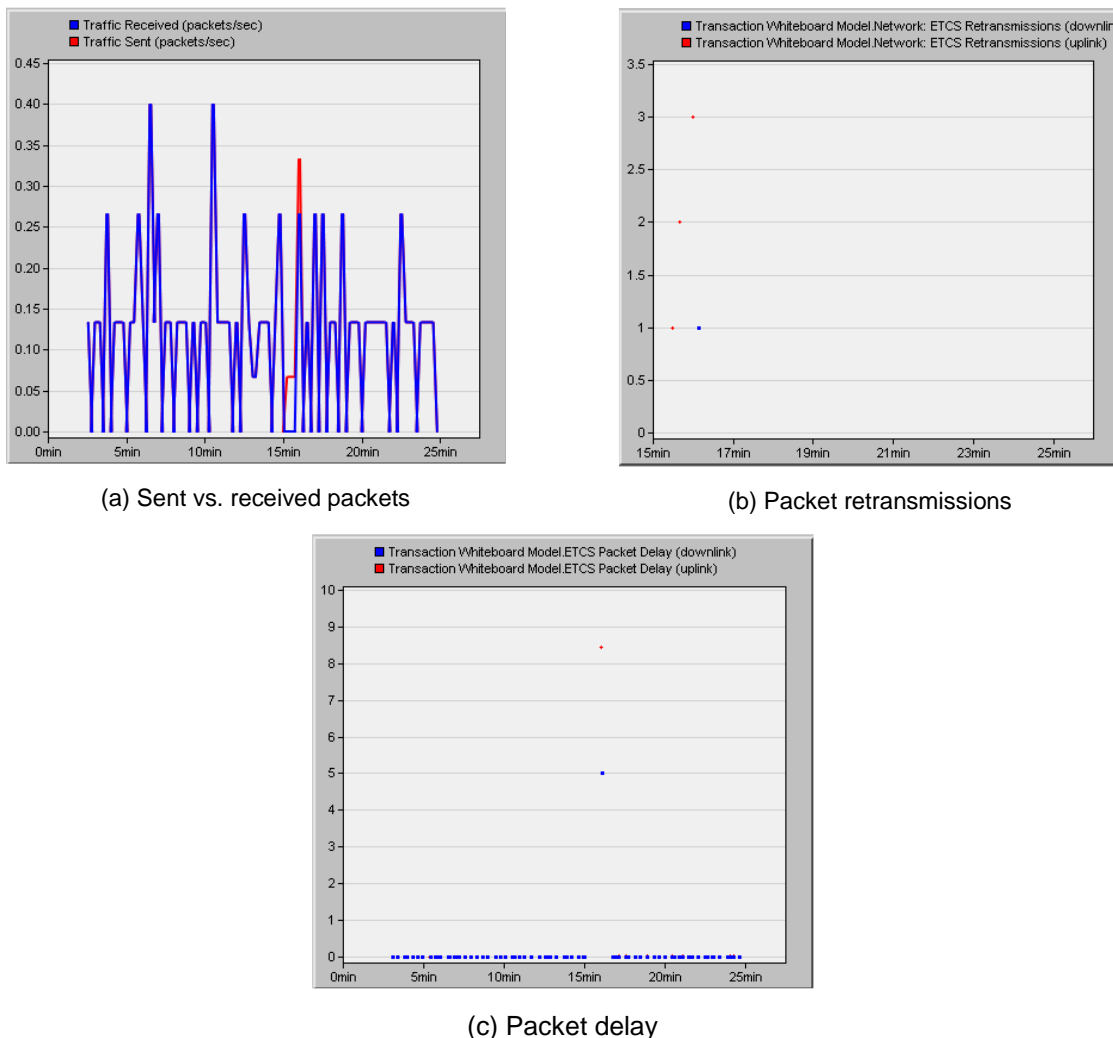 Traffic Received (packets/sec)
Traffic Sent (packets/sec)
0.45
0.40
0.35
0.30
0.25
0.20
0.15
0.10
0.05
0.00
0min 5min 10min 15min 20min 25min
(a) Sent vs. received packets
Transaction Whiteboard Model.Network: ETCS Retransmissions (downlin
Transaction Whiteboard Model.Network: ETCS Retransmissions (uplink)
3.5
3
2.5
2
1.5
1
0.5
0
15min 17min 19min 21min 23min 25min
(b) Packet retransmissions
Transaction Whiteboard Model.ETCS Packet Delay (downlink)
Transaction Whiteboard Model.ETCS Packet Delay (uplink)
10
9
8
7
6
5
4
3
2
1
0
0min 5min 10min 15min 20min 25min
(c) Packet delay